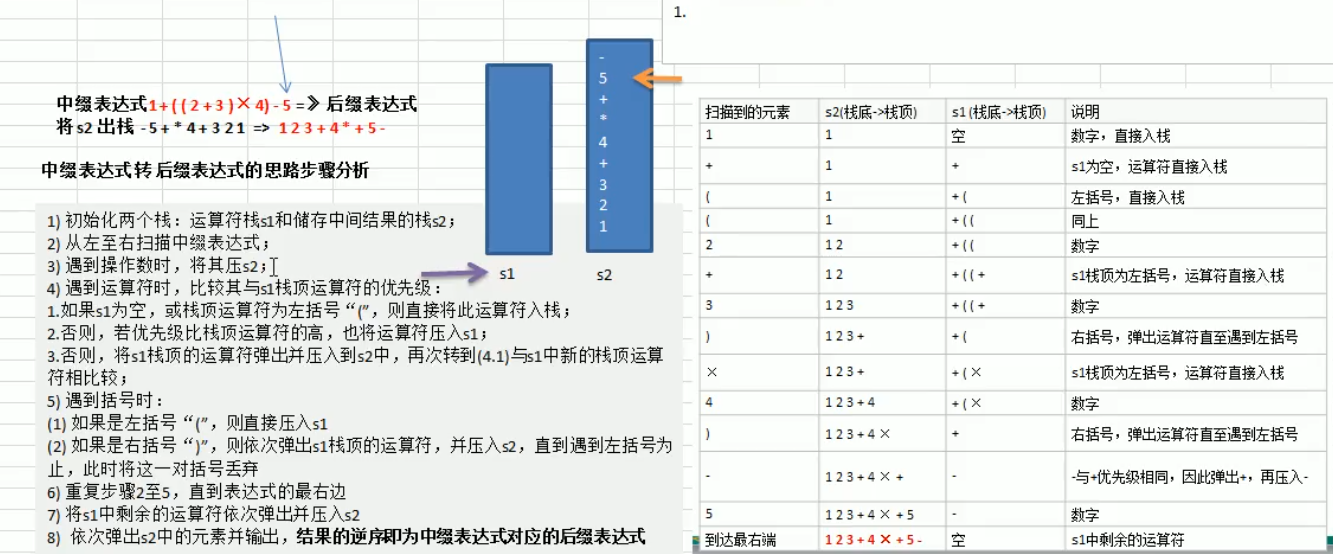 1.
中缀表达式1+((2+3)×4)-5=》后缀表达式
将s2出栈 -5+*4+321 => 123+4*+5-
中缀表达式转后缀表达式的思路步骤分析
1) 初始化两个栈：运算符栈s1和储存中间结果的栈s2；
2) 从左至右扫描中缀表达式；
3) 遇到操作数时，将其压s2；
4) 遇到运算符时，比较其与s1栈顶运算符的优先级：
1.如果s1为空，或栈顶运算符为左括号“(”，则直接将此运算符入栈；
2.否则，若优先级比栈顶运算符的高，也将运算符压入s1；
3.否则，将s1栈顶的运算符弹出并压入到s2中，再次转到(4.1)与s1中新的栈顶运算
符相比较；
5) 遇到括号时：
(1) 如果是左括号“(”，则直接压入s1
(2) 如果是右括号“)”，则依次弹出s1栈顶的运算符，并压入s2，直到遇到左括号为
止，此时将这一对括号丢弃
6) 重复步骤2至5，直到表达式的最右边
7) 将s1中剩余的运算符依次弹出并压入s2
8) 依次弹出s2中的元素并输出，结果的逆序即为中缀表达式对应的后缀表达式
s1
-
5
+
*
4
+
3
2
1
s2
扫描到的元素 s2(栈底->栈顶) s1 (栈底->栈顶) 说明
1 1 空 数字，直接入栈
+ 1 + s1为空，运算符直接入栈
( 1 + ( 左括号，直接入栈
( 1 + ( ( 同上
2 1 2 + ( ( 数字
+ 1 2 + ( ( + s1栈顶为左括号，运算符直接入栈
3 1 2 3 + ( ( + 数字
) 1 2 3 + + ( 右括号，弹出运算符直至遇到左括号
× 1 2 3 + + ( × s1栈顶为左括号，运算符直接入栈
4 1 2 3 + 4 + ( × 数字
) 1 2 3 + 4 × + 右括号，弹出运算符直至遇到左括号
- 1 2 3 + 4 × + - -与+优先级相同，因此弹出+，再压入-
5 1 2 3 + 4 × + 5 - 数字
到达最右端 1 2 3 + 4 × + 5 - 空 s1中剩余的运算符